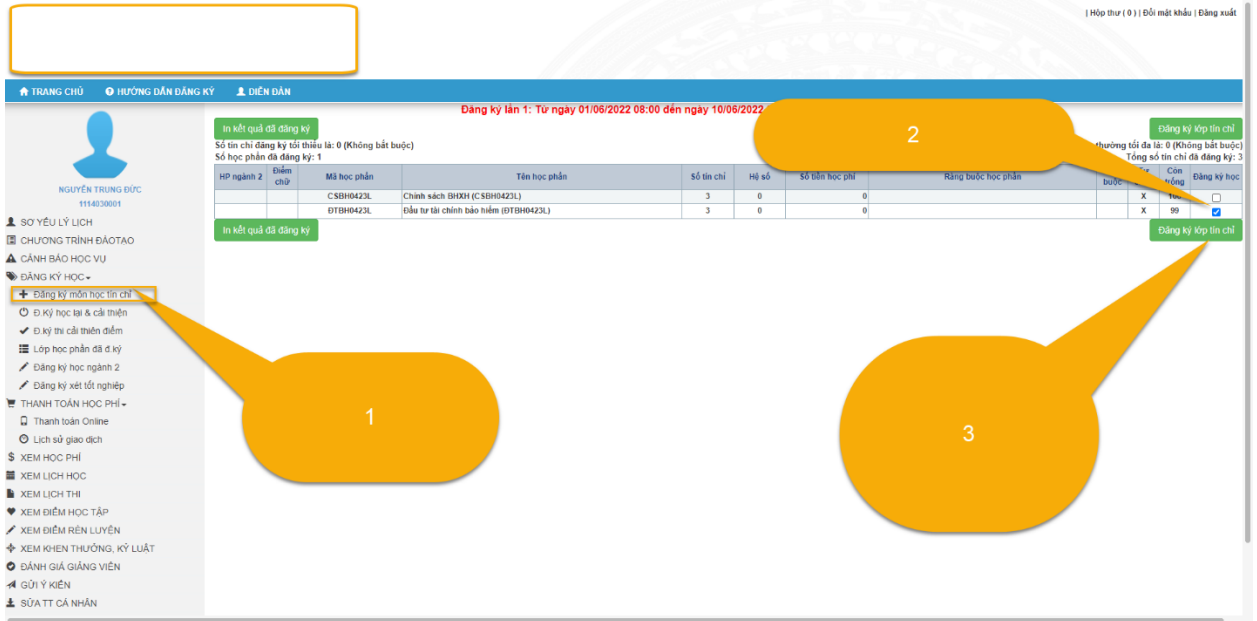 | Hộp thư ( 0 ) | Đổi mật khẩu | Đăng xuất
TRANG CHỦ HƯỚNG DẪN ĐĂNG KÝ DIỄN ĐÀN
Đăng ký lần 1: Từ ngày 01/06/2022 08:00 đến ngày 10/06/2022
In kết quả đã đăng ký
Đăng ký lớp tín chỉ
Số tín chỉ đăng ký tối thiểu là: 0 (Không bắt buộc)
thường tối đa là: 0 (Không bắt buộc)
Số học phần đã đăng ký: 1
Tổng số tín chỉ đã đăng ký: 3
HP ngành 2 Điểm chữ Mã học phần Tên học phần Số tín chỉ Hệ số Số tiền học phí Ràng buộc học phần buộc Còn trống Đăng ký học
CSBH0423L Chính sách BHXH (CSBH0423L) 3 0 0 X 100
ĐTBH0423L Đầu tư tài chính bảo hiểm (ĐTBH0423L) 3 0 0 X 99
In kết quả đã đăng ký
Đăng ký lớp tín chỉ
NGUYỄN TRUNG ĐỨC
1114030001
SƠ YẾU LÝ LỊCH
CHƯƠNG TRÌNH ĐÀOTẠO
CẢNH BÁO HỌC VỤ
ĐĂNG KÝ HỌC
Đăng ký môn học tín chỉ
Đ.Ký học lại & cải thiện
Đ.ký thi cải thiên điểm
Lớp học phần đã đ.ký
Đăng ký học ngành 2
Đăng ký xét tốt nghiệp
THANH TOÁN HỌC PHÍ
Thanh toán Online
Lịch sử giao dịch
XEM HỌC PHÍ
XEM LỊCH HỌC
XEM LỊCH THI
XEM ĐIỂM HỌC TẬP
XEM ĐIỂM RÈN LUYỆN
XEM KHEN THƯỞNG, KỶ LUẬT
ĐÁNH GIÁ GIẢNG VIÊN
GỬI Ý KIẾN
SỬA TT CÁ NHÂN
1
2
3